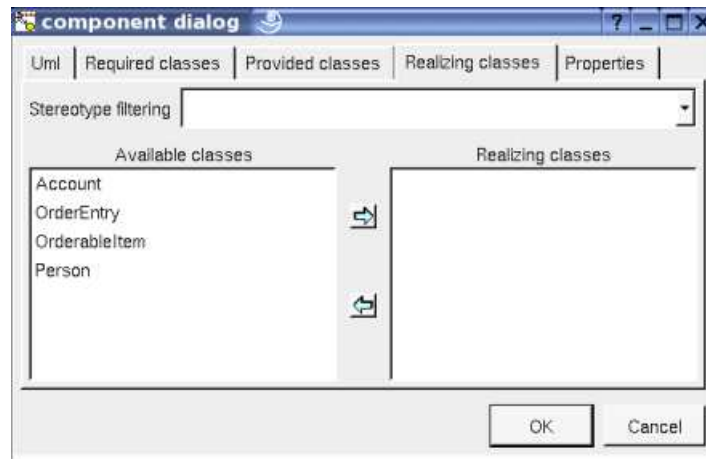 component dialog
Uml Required classes Provided classes Realizing classes Properties
Stereotype filtering
Available classes Realizing classes
Account
OrderEntry
OrderableItem
Person
OK Cancel